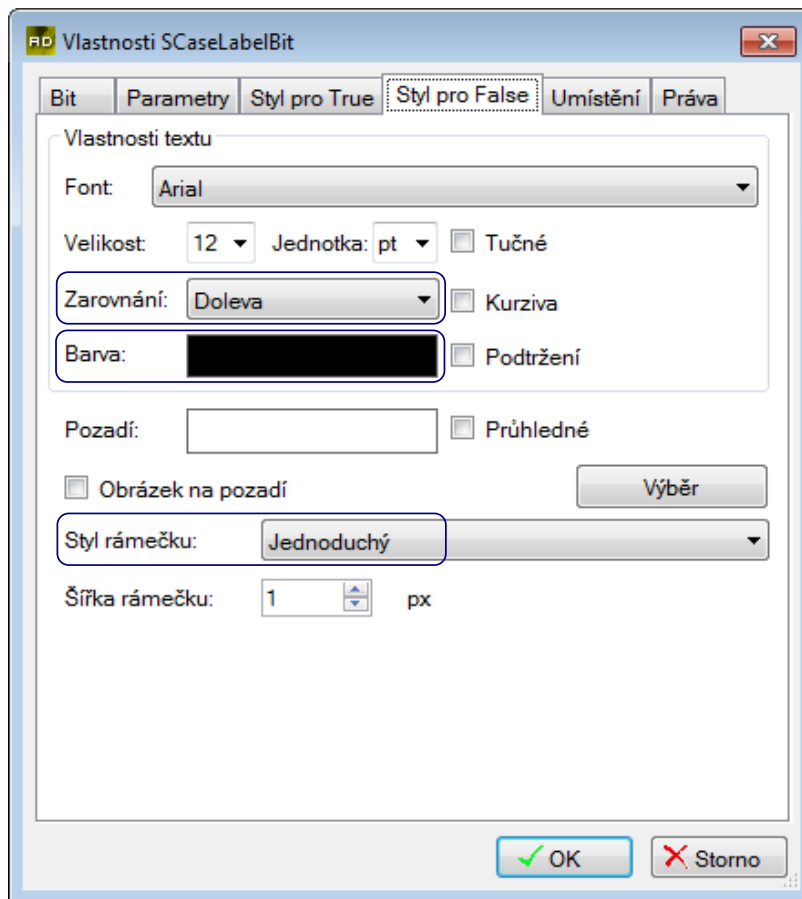 RD Vlastnosti SCaseLabelBit
Bit Parametry Styl pro True Styl pro False Umístění Práva
Vlastnosti textu
Font: Arial
Velikost: 12 Jednotka: pt Tučné
Zarovnání: Doleva Kurziva
Barva: Podtržení
Pozadí: Průhledné
Obrázek na pozadí Výběr
Styl rámečku: Jednoduchý
Šířka rámečku: 1 px
OK Storno